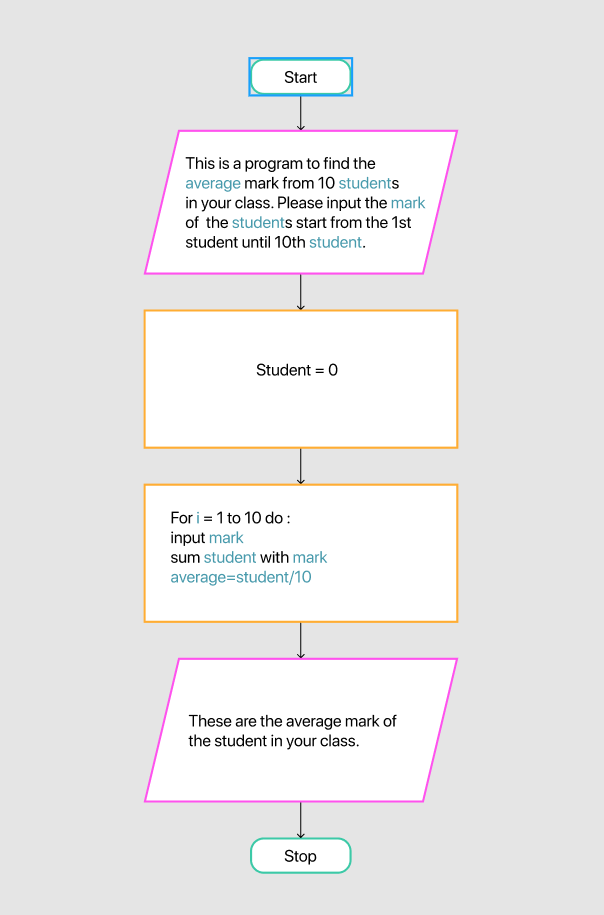 Start
This is a program to find the
average mark from 10 students
in your class. Please input the mark
of the students start from the 1st
student until 10th student.
Student = 0
For i = 1 to 10 do :
input mark
sum student with mark
average=student/10
These are the average mark of
the student in your class.
Stop